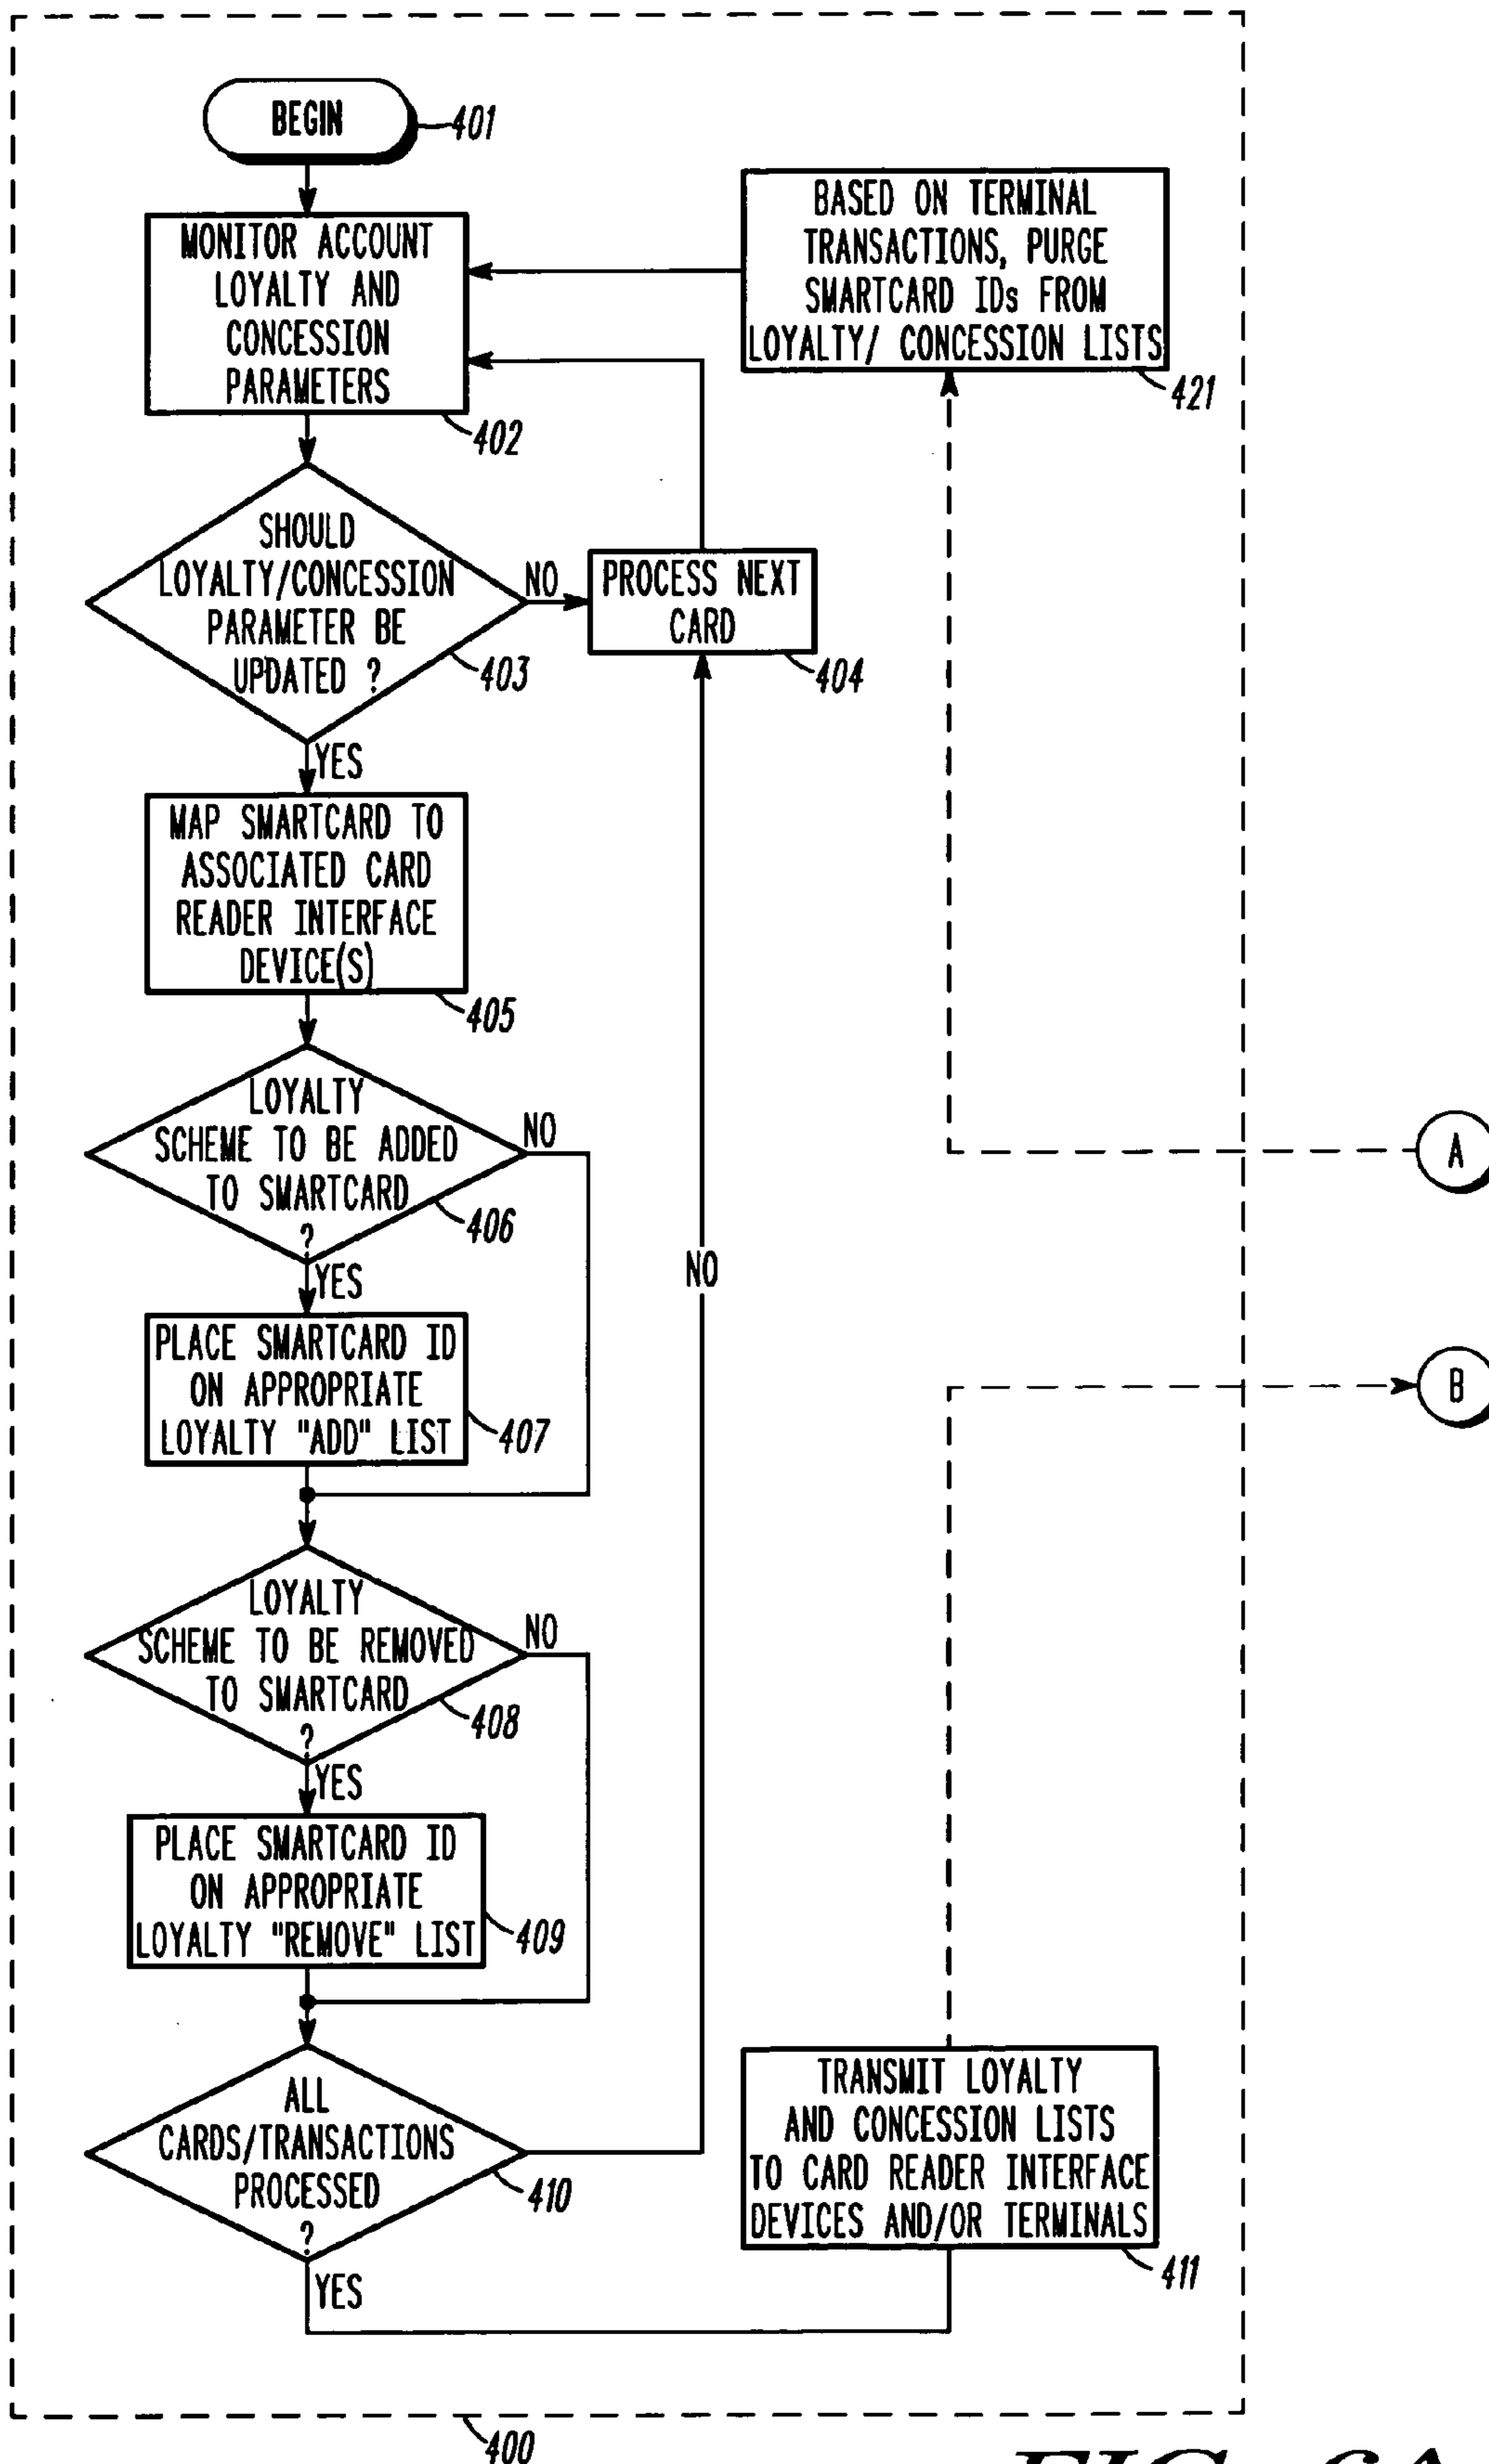 BEGIN
401
MONITOR ACCOUNT
LOYALTY AND
CONCESSION
PARAMETERS
402
BASED ON TERMINAL
TRANSACTIONS, PURGE
SMARTCARD IDs FROM
LOYALTY/ CONCESSION LISTS
421
SHOULD
LOYALTY/CONCESSION
PARAMETER BE
UPDATED ?
403
NO
PROCESS NEXT
CARD
404
YES
MAP SMARTCARD TO
ASSOCIATED CARD
READER INTERFACE
DEVICE(S)
405
LOYALTY
SCHEME TO BE ADDED
TO SMARTCARD
?
406
NO
A
YES
NO
PLACE SMARTCARD ID
ON APPROPRIATE
LOYALTY "ADD" LIST
407
B
LOYALTY
SCHEME TO BE REMOVED
TO SMARTCARD
?
408
NO
YES
PLACE SMARTCARD ID
ON APPROPRIATE
LOYALTY "REMOVE" LIST
409
ALL
CARDS/TRANSACTIONS
PROCESSED
?
410
YES
TRANSMIT LOYALTY
AND CONCESSION LISTS
TO CARD READER INTERFACE
DEVICES AND/OR TERMINALS
411
400